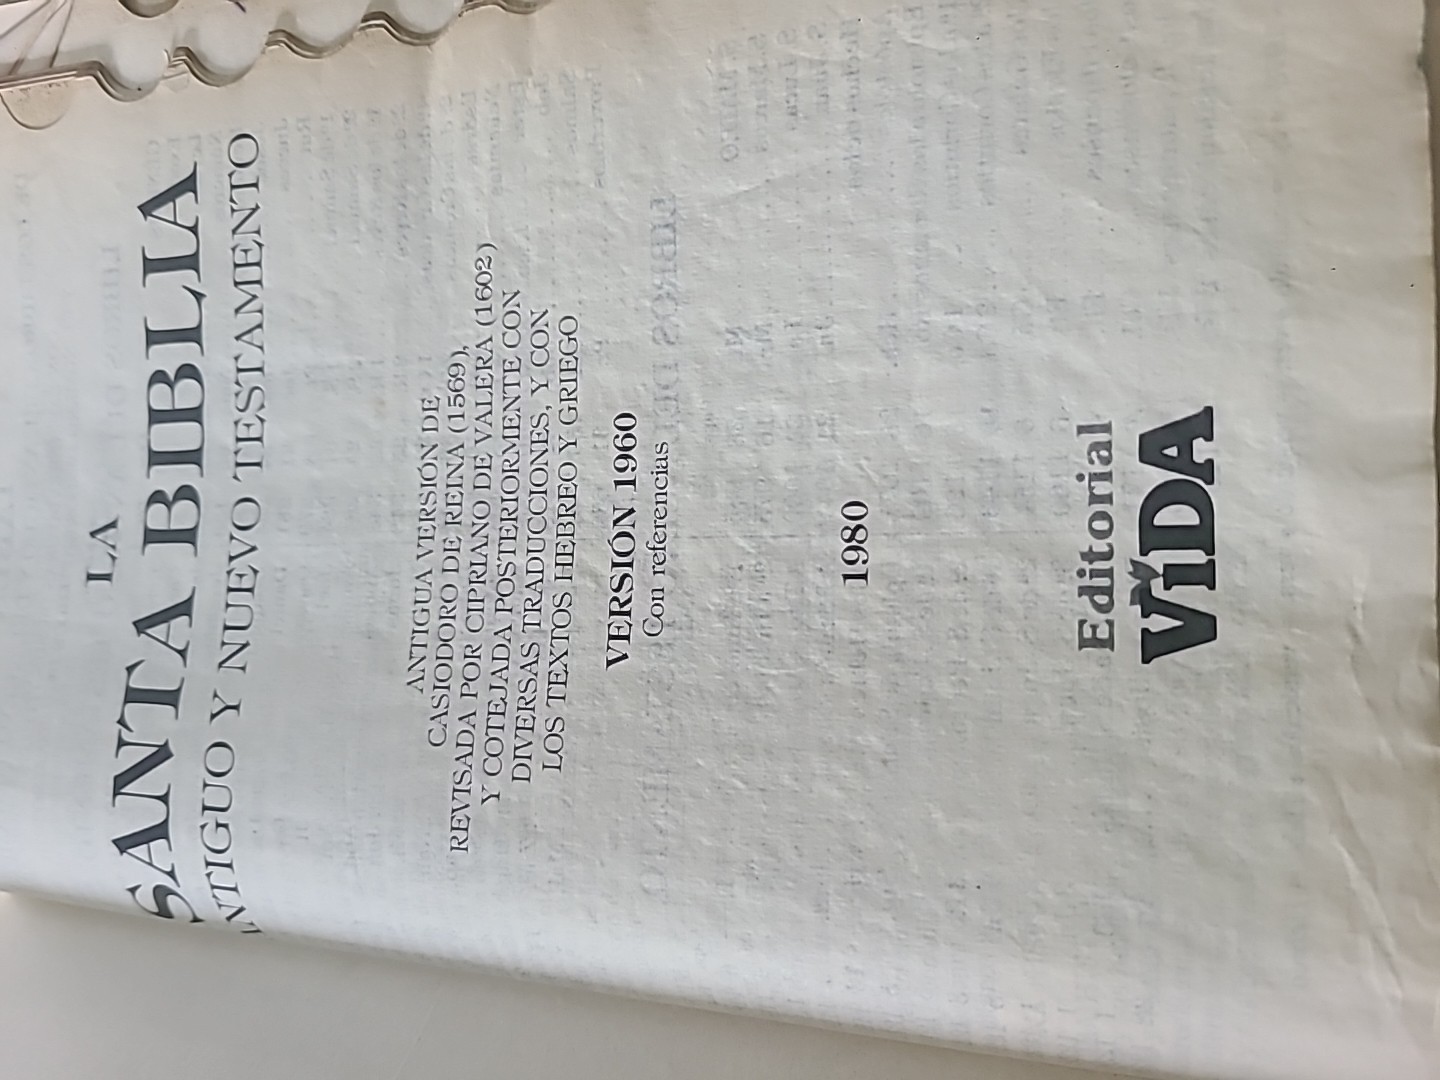 LA
SANTA BIBLIA
ANTIGUO Y NUEVO TESTAMENTO
ANTIGUA VERSIÓN DE
CASIODORO DE REINA (1569),
REVISADA POR CIPRIANO DE VALERA (1602)
Y COTEJADA POSTERIORMENTE CON
DIVERSAS TRADUCCIONES, Y CON
LOS TEXTOS HEBREO Y GRIEGO
VERSIÓN 1960
Con referencias
1980
Editorial
VIDA